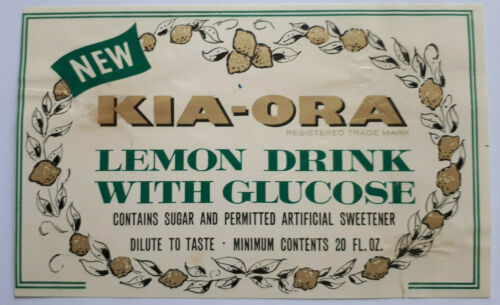 NEW
KIA-ORA
REGISTERED TRADE MARK
LEMON DRINK
WITH GLUCOSE
CONTAINS SUGAR AND PERMITTED ARTIFICIAL SWEETENER
DILUTE TO TASTE · MINIMUM CONTENTS 20 FL. OZ.